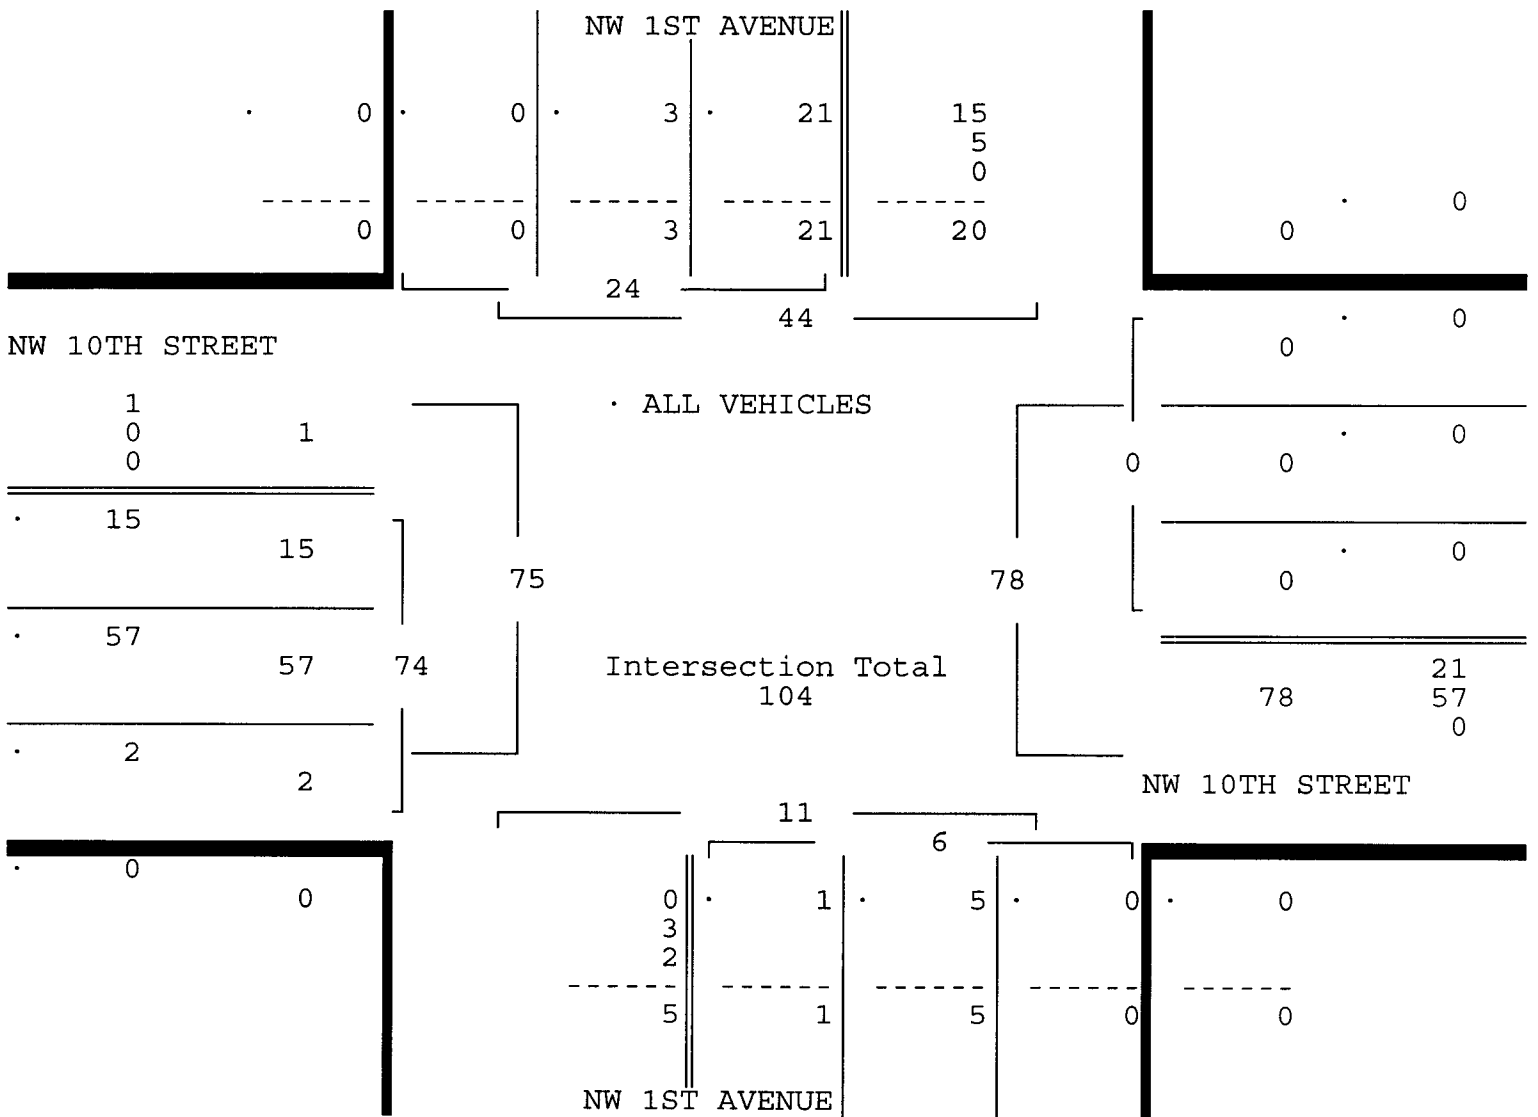 NW 1ST AVENUE
· 0 · 0 · 3 · 21 15
5
0
------ ------ ------ ------ ------ · 0
0 0 3 21 20 0
24
44 · 0
NW 10TH STREET 0
1 · ALL VEHICLES
0 1 · 0
0 0 0
· 15
15 · 0
75 78 0
· 57
57 74 Intersection Total 21
104 78 57
· 2 0
2 NW 10TH STREET
11
6
· 0
0 0 · 1 · 5 · 0 · 0
3
2
------ ------ ------ ------ ------
5 1 5 0 0
NW 1ST AVENUE